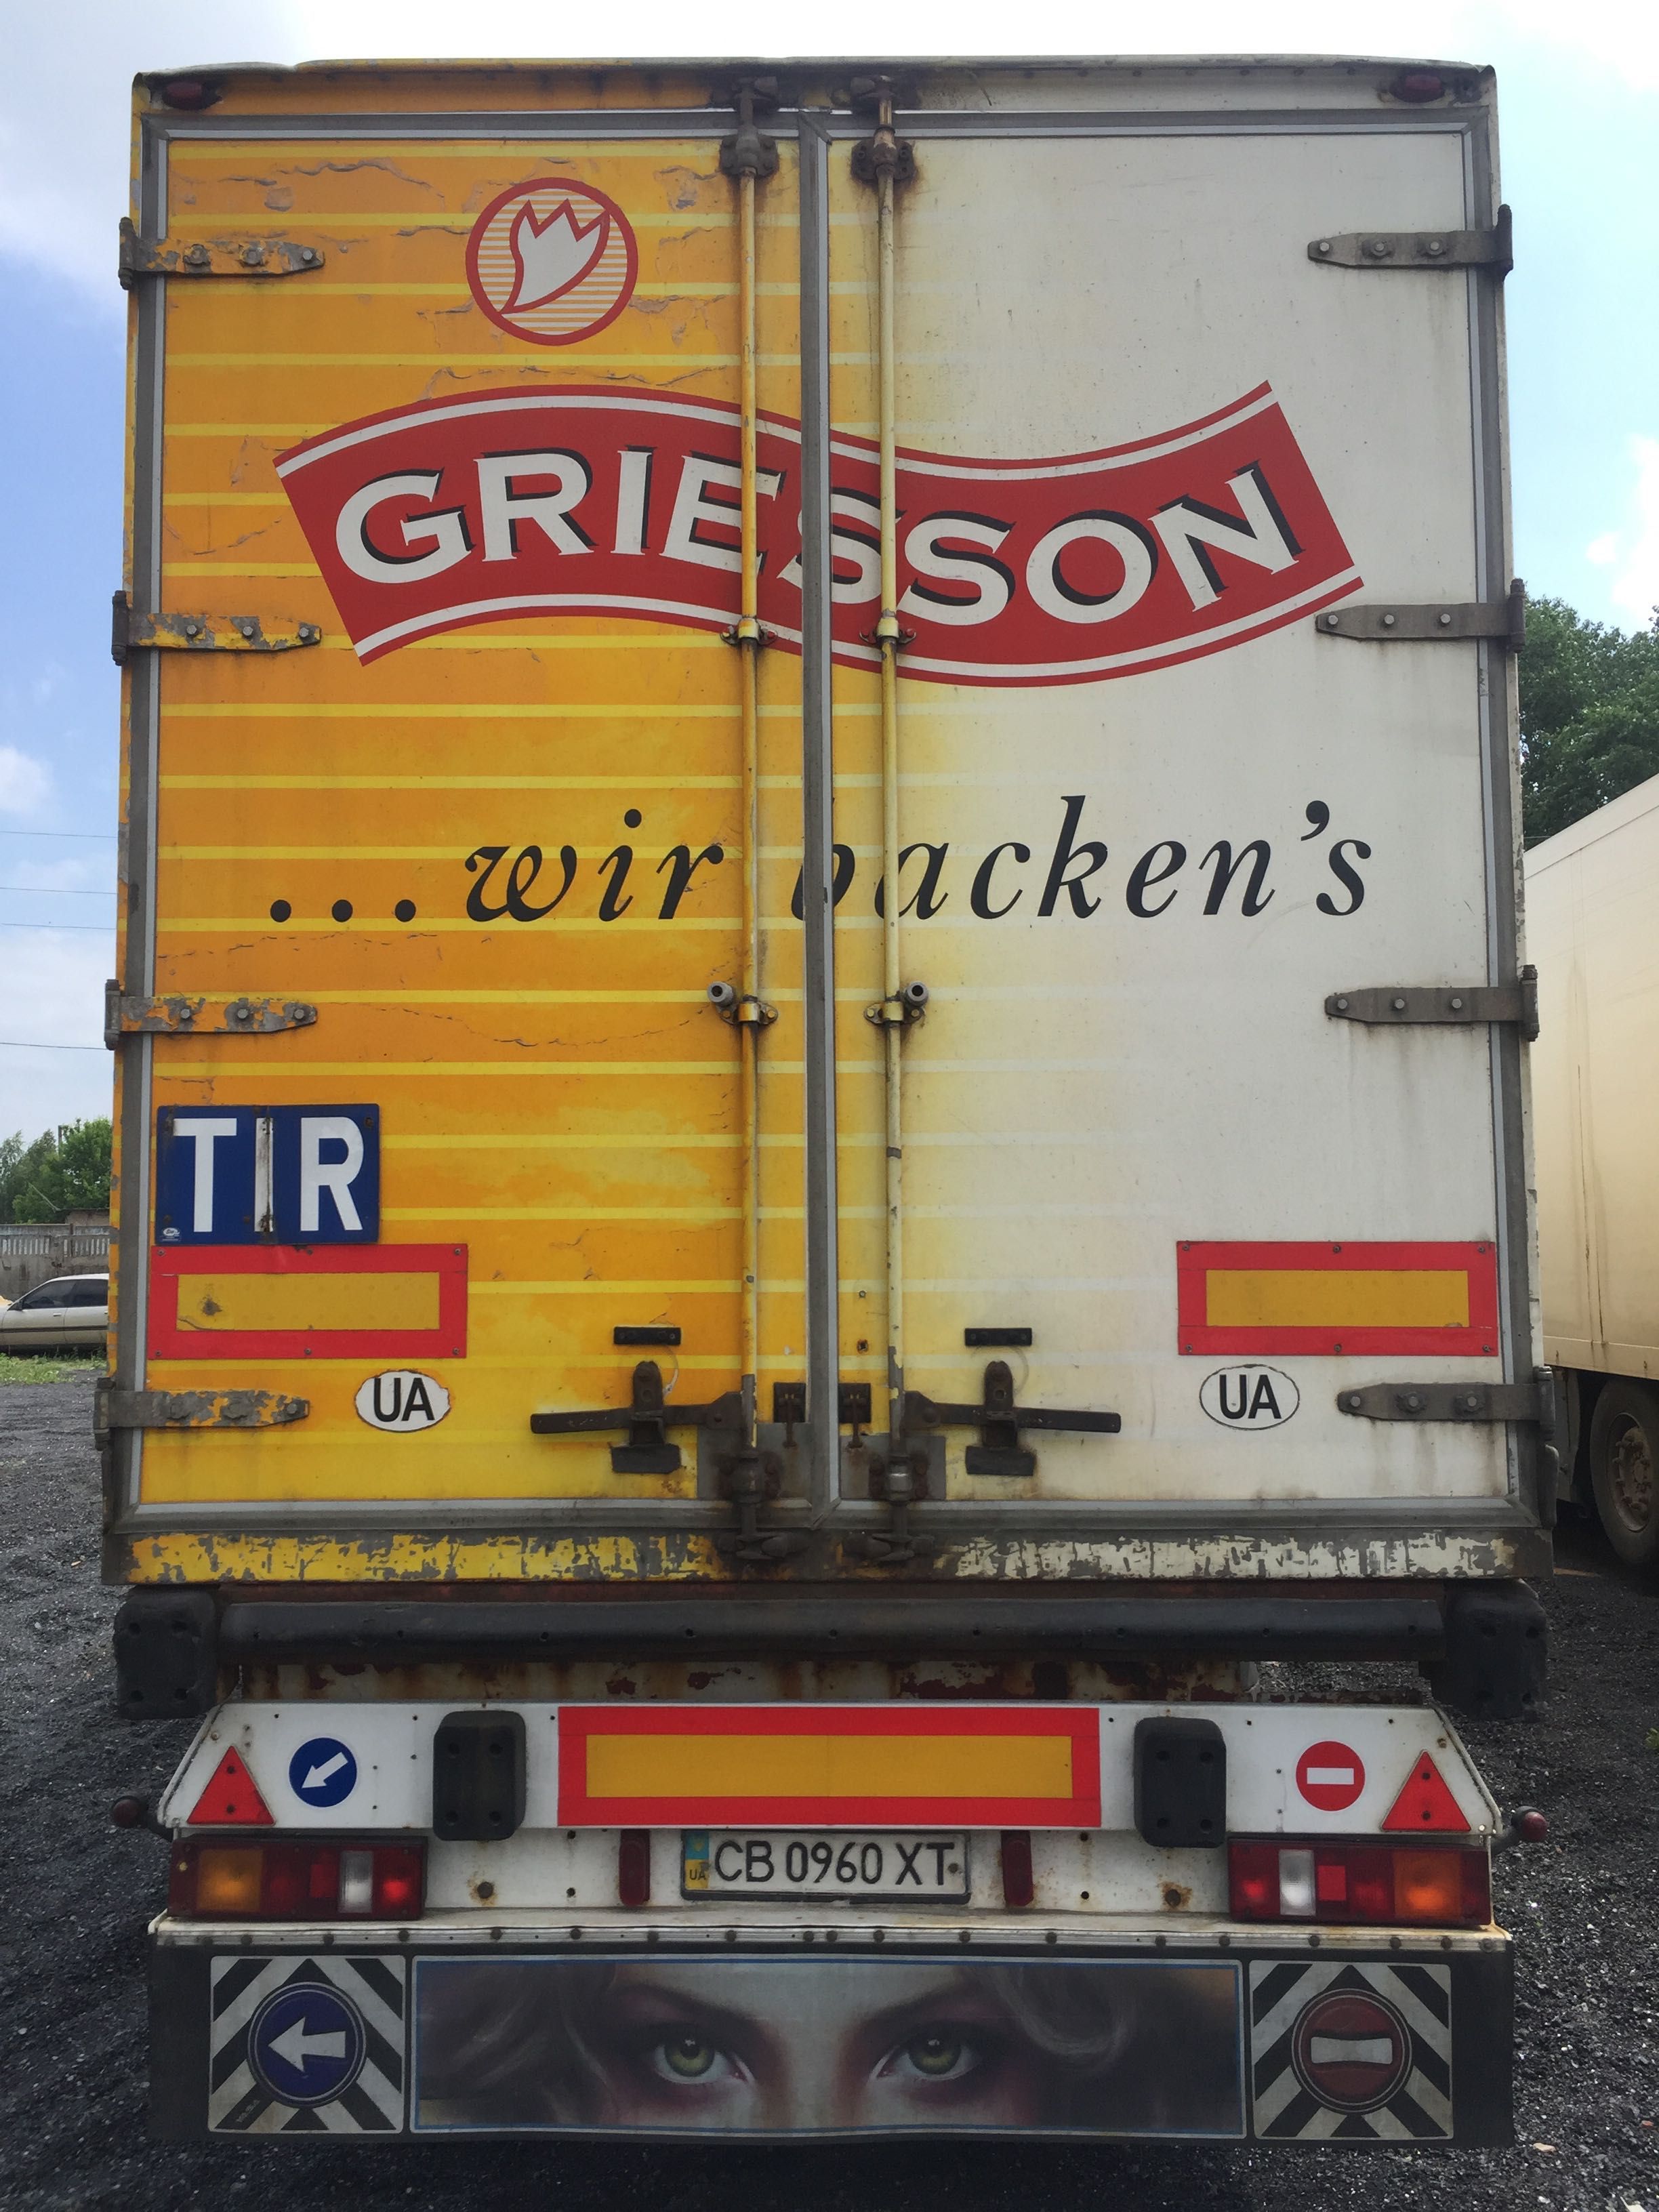 GRIESSON
...wir backen's
TIR
UA
UA
UA CB 0960 XT